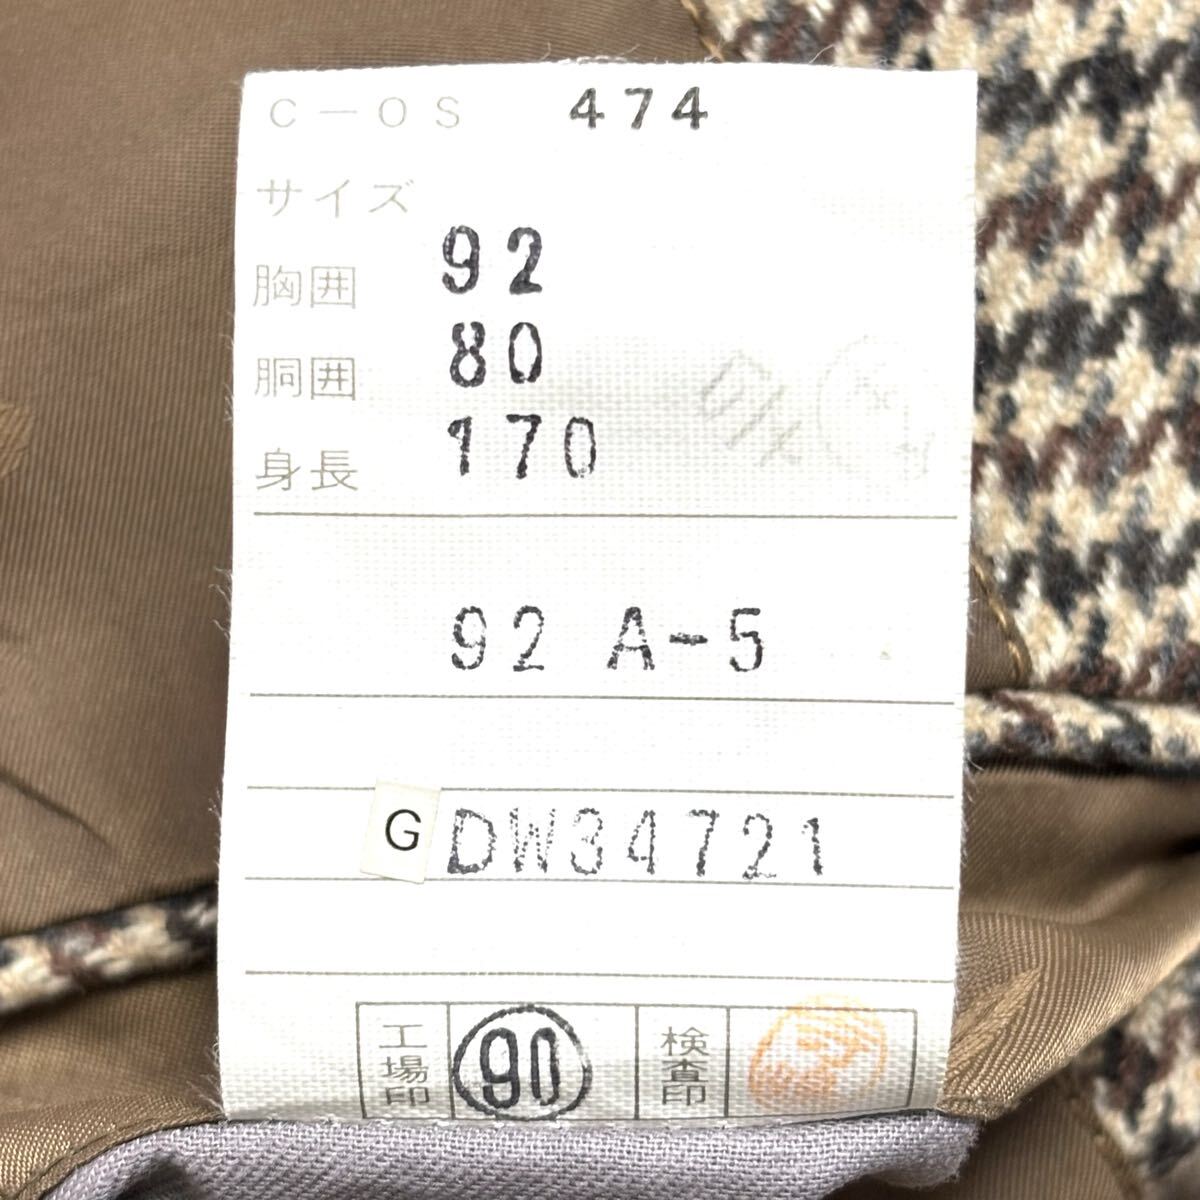 C-OS 474
サイズ
胸囲 92
胴囲 80
身長 170
92 A-5
G DW34721
工場印 90 検査印